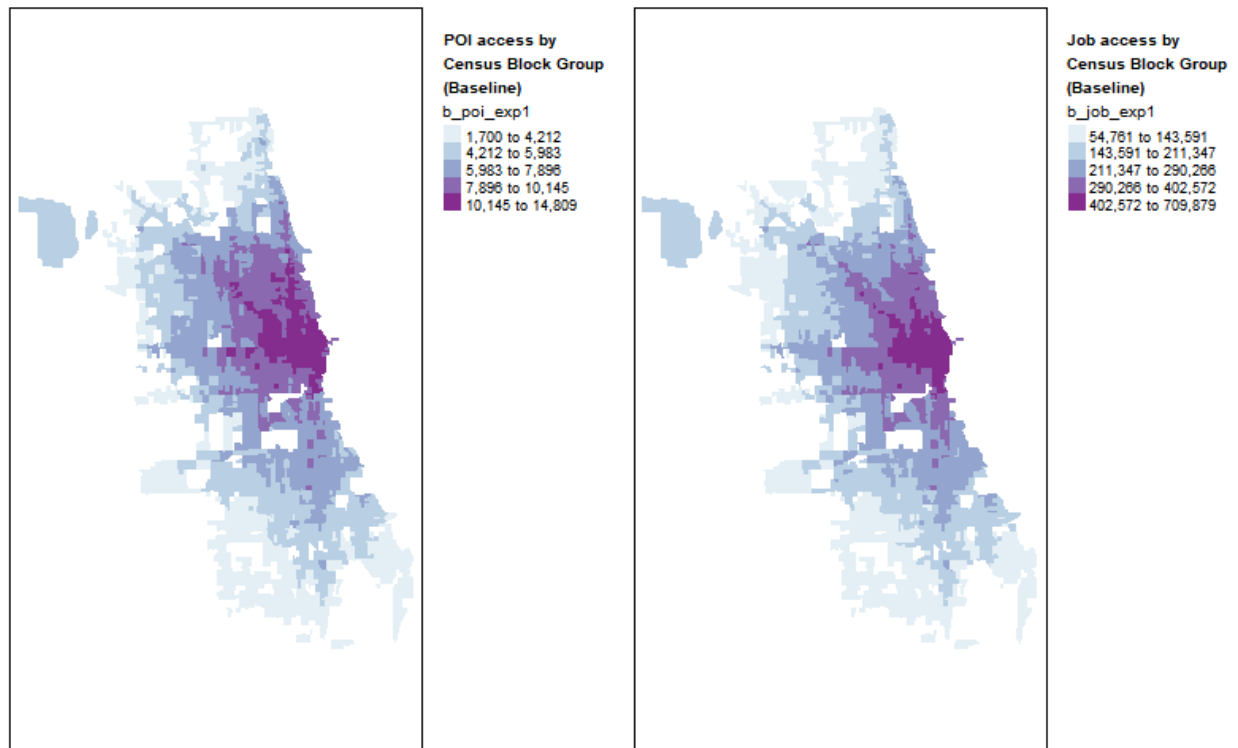 POI access by
Census Block Group
(Baseline)
b_poi_exp1
1,700 to 4,212
4,212 to 5,983
5,983 to 7,896
7,896 to 10,145
10,145 to 14,809
Job access by
Census Block Group
(Baseline)
b_job_exp1
54,761 to 143,591
143,591 to 211,347
211,347 to 290,266
290,266 to 402,572
402,572 to 709,879